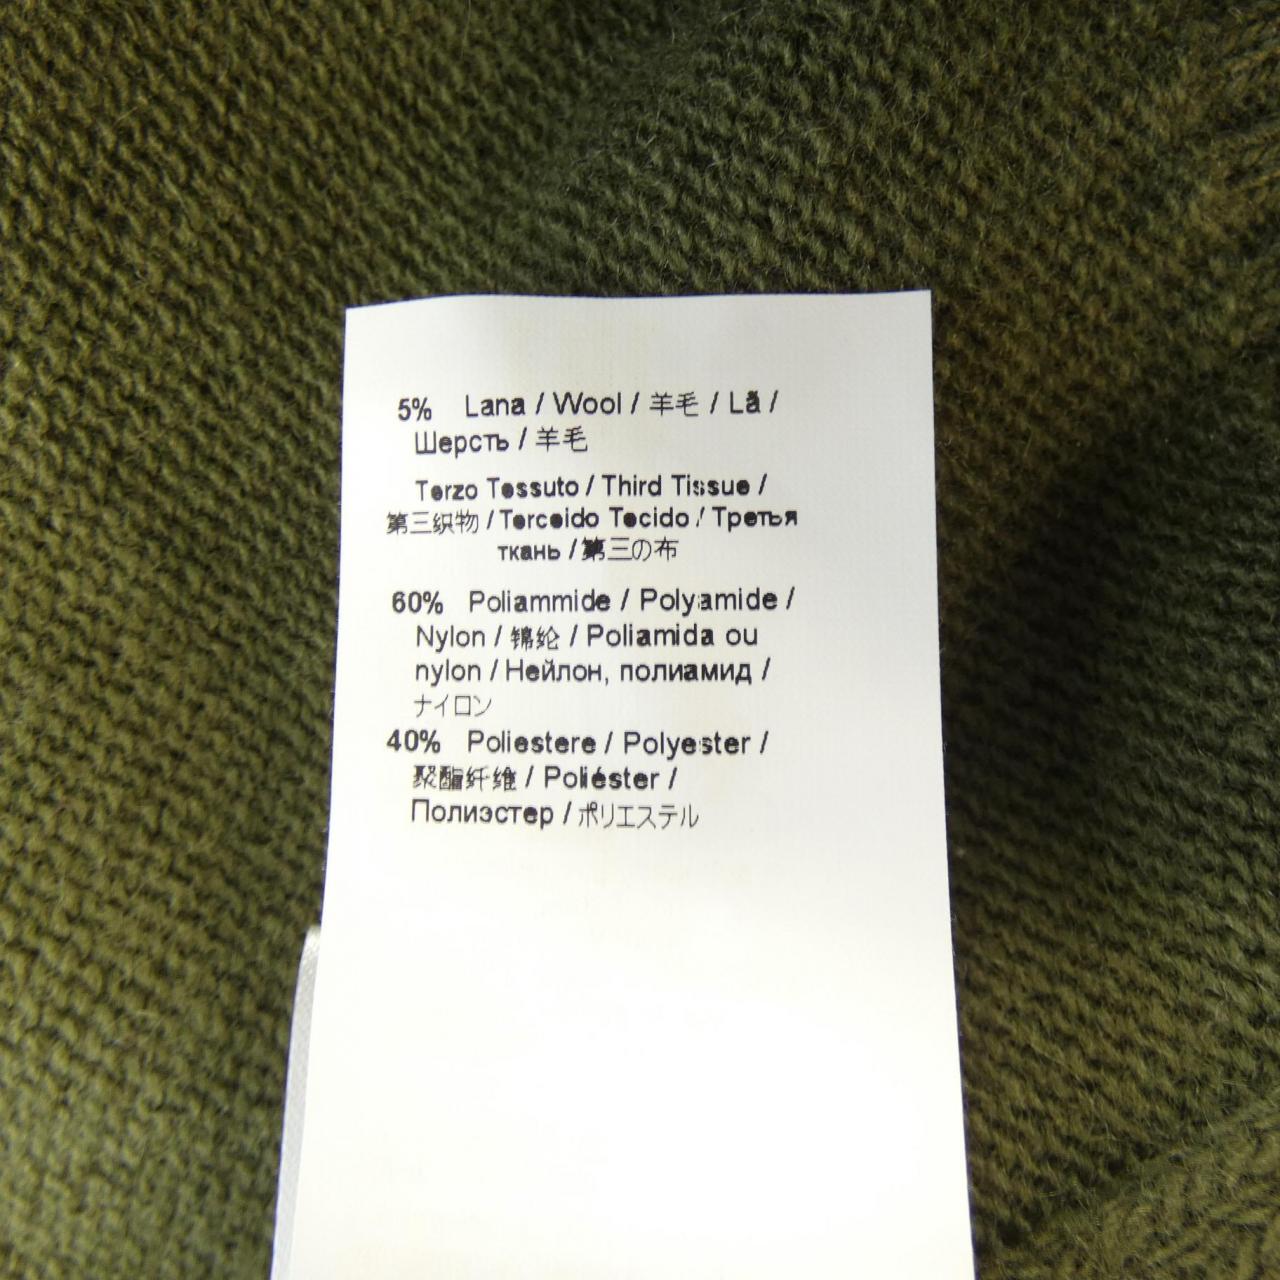 5% Lana / Wool / 羊毛 / Lã /
Шерсть / 羊毛
Terzo Tessuto / Third Tissue /
第三织物 / Terceido Tecido / Третья
ткань / 第三の布
60% Poliammide / Polyamide /
Nylon / 锦纶 / Poliamida ou
nylon / Нейлон, полиамид /
ナイロン
40% Poliestere / Polyester /
聚酯纤维 / Poliéster /
Полиэстер / ポリエステル